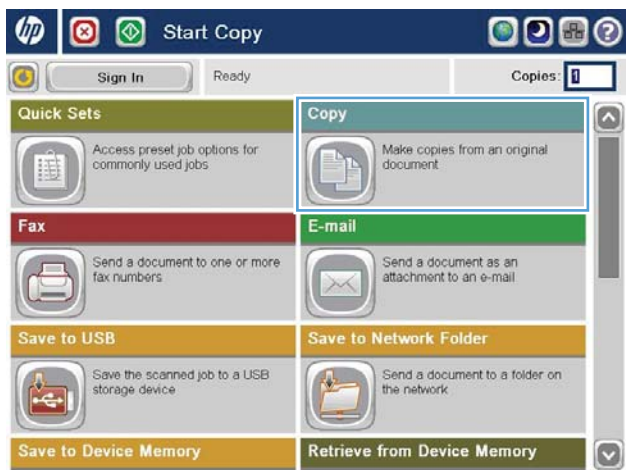 hp
Start Copy
?
Sign In
Ready
Copies: 1
Quick Sets
Access preset job options for
commonly used jobs
Copy
Make copies from an original
document
Fax
Send a document to one or more
fax numbers
E-mail
Send a document as an
attachment to an e-mail
Save to USB
Save the scanned job to a USB
storage device
Save to Network Folder
Send a document to a folder on
the network
Save to Device Memory
Retrieve from Device Memory